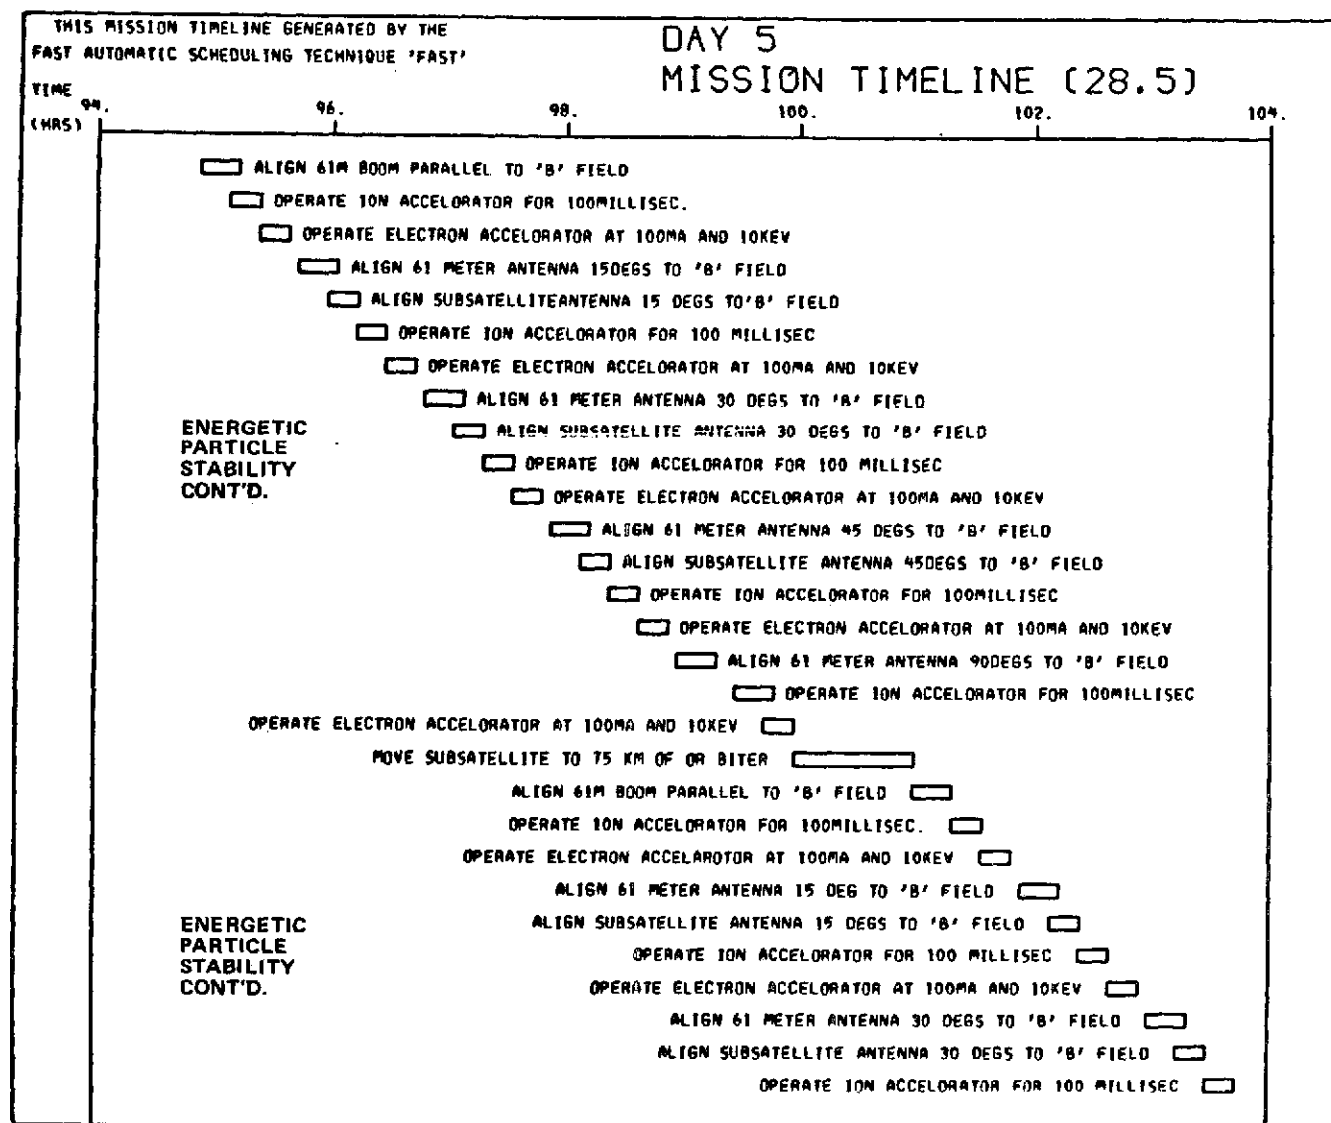 THIS MISSION TIMELINE GENERATED BY THE
FAST AUTOMATIC SCHEDULING TECHNIQUE 'FAST'
DAY 5
MISSION TIMELINE (28.5)
TIME
(HRS)
94. 96. 98. 100. 102. 104.
ALIGN 61M BOOM PARALLEL TO 'B' FIELD
OPERATE ION ACCELORATOR FOR 100MILLISEC.
OPERATE ELECTRON ACCELORATOR AT 100MA AND 10KEV
ALIGN 61 METER ANTENNA 15DEGS TO 'B' FIELD
ALIGN SUBSATELLITEANTENNA 15 DEGS TO'B' FIELD
OPERATE ION ACCELORATOR FOR 100 MILLISEC
OPERATE ELECTRON ACCELORATOR AT 100MA AND 10KEV
ALIGN 61 METER ANTENNA 30 DEGS TO 'B' FIELD
ENERGETIC
PARTICLE
STABILITY
CONT'D.
ALIGN SUBSATELLITE ANTENNA 30 DEGS TO 'B' FIELD
OPERATE ION ACCELORATOR FOR 100 MILLISEC
OPERATE ELECTRON ACCELORATOR AT 100MA AND 10KEV
ALIGN 61 METER ANTENNA 45 DEGS TO 'B' FIELD
ALIGN SUBSATELLITE ANTENNA 45DEGS TO 'B' FIELD
OPERATE ION ACCELORATOR FOR 100MILLISEC
OPERATE ELECTRON ACCELORATOR AT 100MA AND 10KEV
ALIGN 61 METER ANTENNA 90DEGS TO 'B' FIELD
OPERATE ION ACCELORATOR FOR 100MILLISEC
OPERATE ELECTRON ACCELORATOR AT 100MA AND 10KEV
MOVE SUBSATELLITE TO 75 KM OF OR BITER
ALIGN 61M BOOM PARALLEL TO 'B' FIELD
OPERATE ION ACCELORATOR FOR 100MILLISEC.
OPERATE ELECTRON ACCELAROTOR AT 100MA AND 10KEV
ALIGN 61 METER ANTENNA 15 DEG TO 'B' FIELD
ENERGETIC
PARTICLE
STABILITY
CONT'D.
ALIGN SUBSATELLITE ANTENNA 15 DEGS TO 'B' FIELD
OPERATE ION ACCELORATOR FOR 100 MILLISEC
OPERATE ELECTRON ACCELORATOR AT 100MA AND 10KEV
ALIGN 61 METER ANTENNA 30 DEGS TO 'B' FIELD
ALIGN SUBSATELLITE ANTENNA 30 DEGS TO 'B' FIELD
OPERATE ION ACCELORATOR FOR 100 MILLISEC